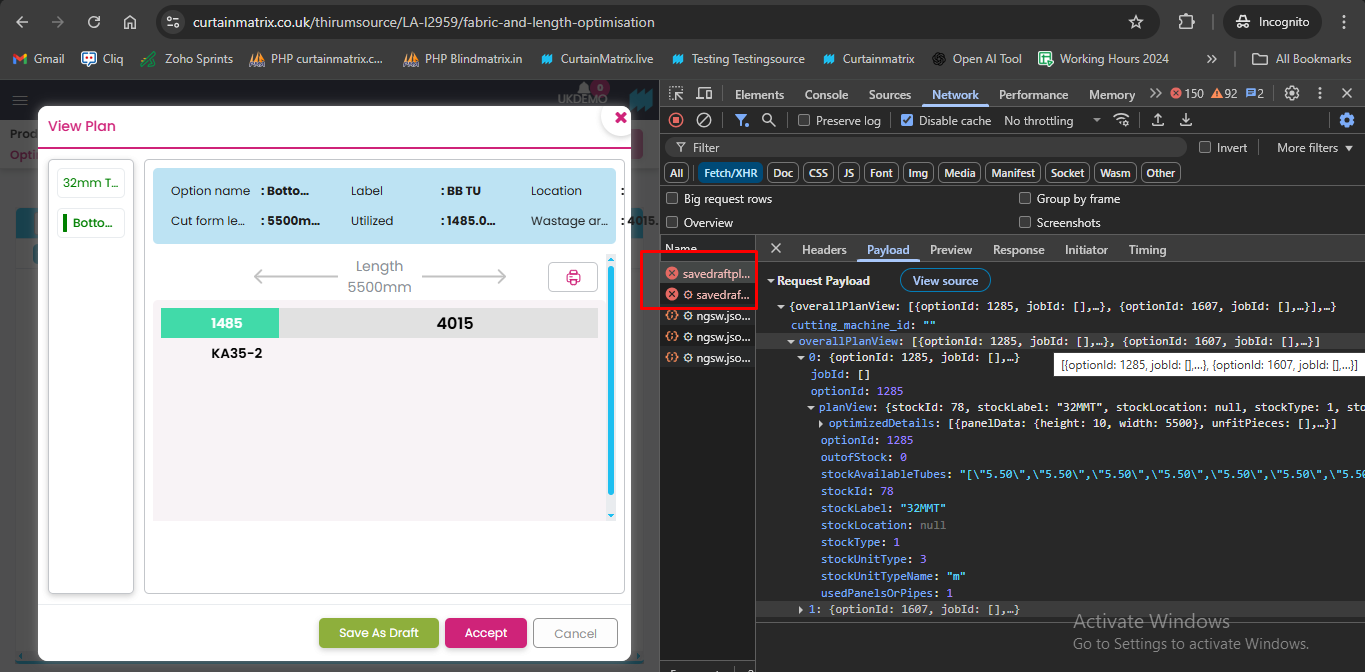 curtainmatrix.co.uk/thirumsource/LA-I2959/fabric-and-length-optimisation
Incognito
Gmail
Cliq
Zoho Sprints
PHP curtainmatrix.c...
PHP Blindmatrix.in
CurtainMatrix.live
Testing Testingsource
Curtainmatrix
Open AI Tool
Working Hours 2024
All Bookmarks
UKDEMO
0
Prod
Opti
View Plan
32mm T...
Botto...
Option name : Botto...
Label : BB TU
Location :
Cut form le... : 5500m...
Utilized : 1485.0...
Wastage ar... : 4015.
Length
5500mm
1485
4015
KA35-2
Save As Draft
Accept
Cancel
Elements
Console
Sources
Network
Performance
Memory
150
92
2
Preserve log
Disable cache
No throttling
Filter
Invert
More filters
All
Fetch/XHR
Doc
CSS
JS
Font
Img
Media
Manifest
Socket
Wasm
Other
Big request rows
Group by frame
Overview
Screenshots
Name
savedraftpl...
savedraf...
ngsw.jso...
ngsw.jso...
ngsw.jso...
Headers
Payload
Preview
Response
Initiator
Timing
Request Payload
View source
{overallPlanView: [{optionId: 1285, jobId: [],…}, {optionId: 1607, jobId: [],…}],…}
cutting_machine_id: ""
overallPlanView: [{optionId: 1285, jobId: [],…}, {optionId: 1607, jobId: [],…}]
0: {optionId: 1285, jobId: [],…}
[{optionId: 1285, jobId: [],…}, {optionId: 1607, jobId: [],…}]
jobId: []
optionId: 1285
planView: {stockId: 78, stockLabel: "32MMT", stockLocation: null, stockType: 1, sto
optimizedDetails: [{panelData: {height: 10, width: 5500}, unfitPieces: [],…}]
optionId: 1285
outofStock: 0
stockAvailableTubes: "[\"5.50\",\"5.50\",\"5.50\",\"5.50\",\"5.50\",\"5.50\",\"5.50\",\"5.50
stockId: 78
stockLabel: "32MMT"
stockLocation: null
stockType: 1
stockUnitType: 3
stockUnitTypeName: "m"
usedPanelsOrPipes: 1
1: {optionId: 1607, jobId: [],…}
Activate Windows
Go to Settings to activate Windows.